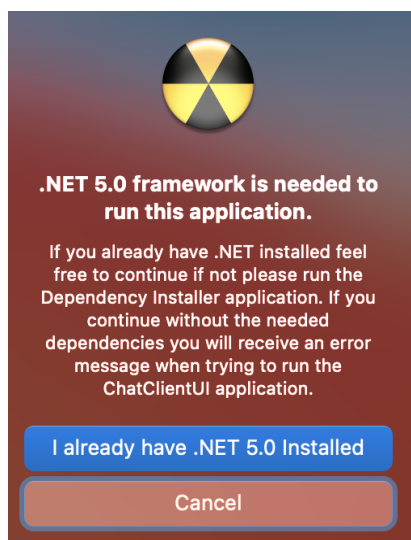 .NET 5.0 framework is needed to
run this application.
If you already have .NET installed feel
free to continue if not please run the
Dependency Installer application. If you
continue without the needed
dependencies you will receive an error
message when trying to run the
ChatClientUI application.
I already have .NET 5.0 Installed
Cancel